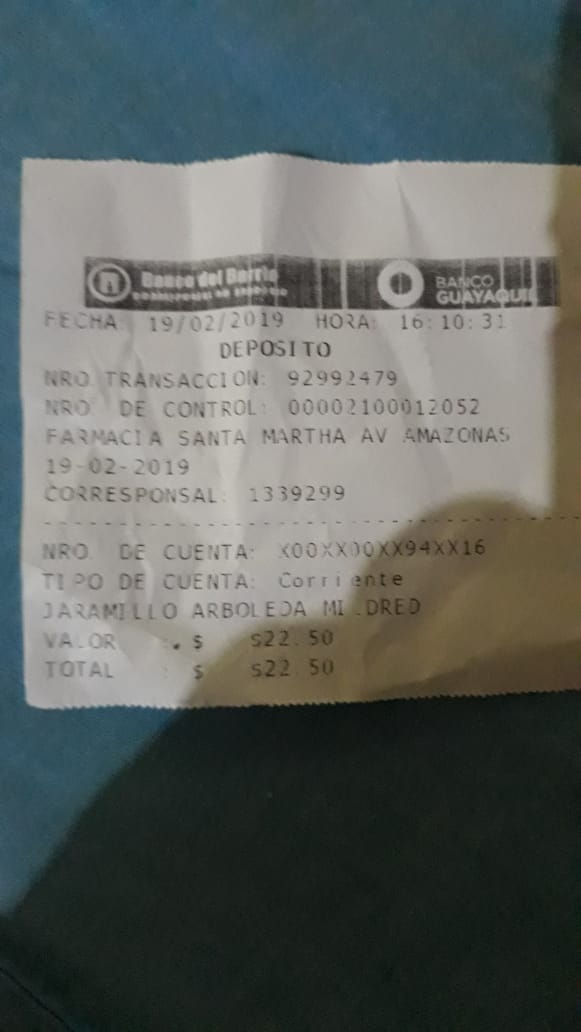 Banco del Barrio
BANCO
GUAYAQUIL
FECHA: 19/02/2019 HORA: 16:10:31
DEPOSITO
NRO. TRANSACCION: 92992479
NRO. DE CONTROL: 00002100012052
FARMACIA SANTA MARTHA AV AMAZONAS
19-02-2019
CORRESPONSAL: 1339299
NRO. DE CUENTA: X00XX00XX94XX16
TIPO DE CUENTA: Corriente
JARAMILLO ARBOLEDA MILDRED
VALOR : $ $22.50
TOTAL : $ $22.50